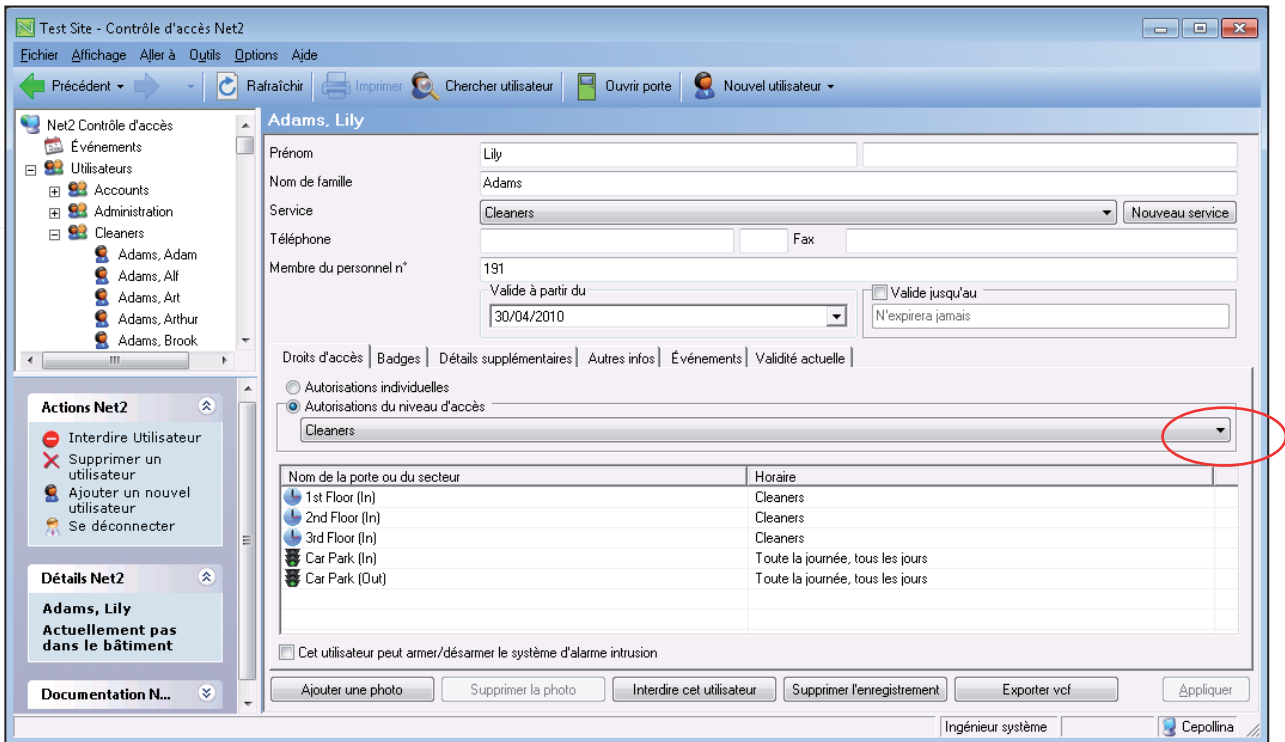 Test Site - Contrôle d'accès Net2
Fichier Affichage Aller à Outils Options Aide
Précédent Rafraîchir Imprimer Chercher utilisateur Ouvrir porte Nouvel utilisateur
Net2 Contrôle d'accès
Événements
Utilisateurs
Accounts
Administration
Cleaners
Adams, Adam
Adams, Alf
Adams, Art
Adams, Arthur
Adams, Brook
Actions Net2
Interdire Utilisateur
Supprimer un
utilisateur
Ajouter un nouvel
utilisateur
Se déconnecter
Détails Net2
Adams, Lily
Actuellement pas
dans le bâtiment
Documentation N...
Adams, Lily
Prénom Lily
Nom de famille Adams
Service Cleaners Nouveau service
Téléphone Fax
Membre du personnel n° 191
Valide à partir du Valide jusqu'au
30/04/2010 N'expirera jamais
Droits d'accès Badges Détails supplémentaires Autres infos Événements Validité actuelle
Autorisations individuelles
Autorisations du niveau d'accès
Cleaners
Nom de la porte ou du secteur Horaire
1st Floor (In) Cleaners
2nd Floor (In) Cleaners
3rd Floor (In) Cleaners
Car Park (In) Toute la journée, tous les jours
Car Park (Out) Toute la journée, tous les jours
Cet utilisateur peut armer/désarmer le système d'alarme intrusion
Ajouter une photo Supprimer la photo Interdire cet utilisateur Supprimer l'enregistrement Exporter vcf Appliquer
Ingénieur système Cepollina